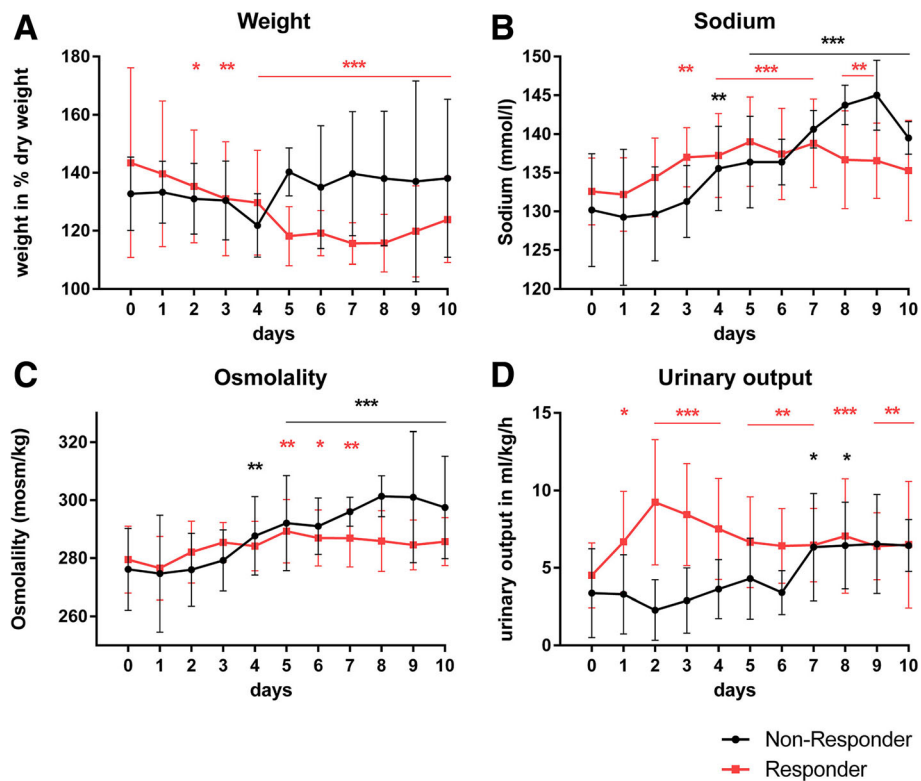 A
Weight
weight in % dry weight
180
160
140
120
100
* ** ***
0 1 2 3 4 5 6 7 8 9 10
days
B
Sodium
Sodium (mmol/l)
150
145
140
135
130
125
120
***
** *** **
**
0 1 2 3 4 5 6 7 8 9 10
days
C
Osmolality
Osmolalility (mosm/kg)
320
300
280
260
***
** * **
**
0 1 2 3 4 5 6 7 8 9 10
days
D
Urinary output
urinary output in ml/kg/h
15
10
5
0
* *** ** *** **
* *
0 1 2 3 4 5 6 7 8 9 10
days
Non-Responder
Responder